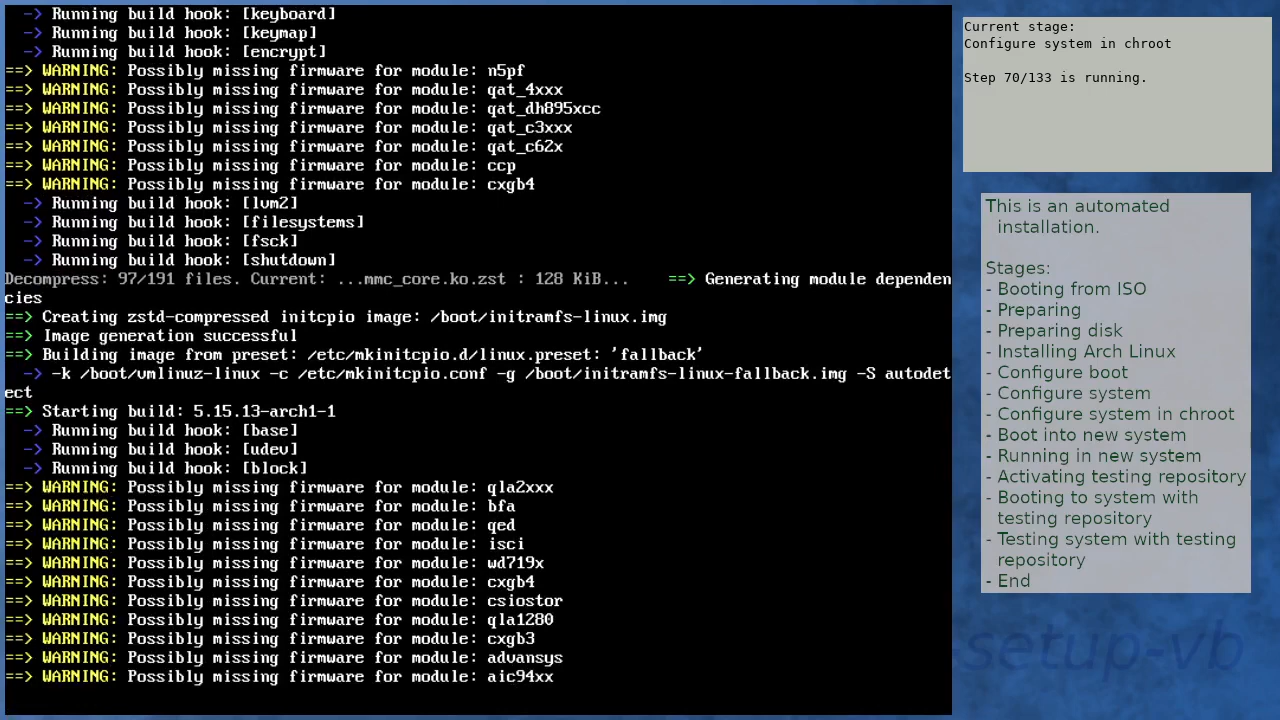 -> Running build hook: [keyboard]
-> Running build hook: [keymap]
-> Running build hook: [encrypt]
==> WARNING: Possibly missing firmware for module: n5pf
==> WARNING: Possibly missing firmware for module: qat_4xxx
==> WARNING: Possibly missing firmware for module: qat_dh895xcc
==> WARNING: Possibly missing firmware for module: qat_c3xxx
==> WARNING: Possibly missing firmware for module: qat_c62x
==> WARNING: Possibly missing firmware for module: ccp
==> WARNING: Possibly missing firmware for module: cxgb4
-> Running build hook: [lvm2]
-> Running build hook: [filesystems]
-> Running build hook: [fsck]
-> Running build hook: [shutdown]
Decompress: 97/191 files. Current: ...mmc_core.ko.zst : 128 KiB... ==> Generating module dependen
cies
==> Creating zstd-compressed initcpio image: /boot/initramfs-linux.img
==> Image generation successful
==> Building image from preset: /etc/mkinitcpio.d/linux.preset: 'fallback'
-> -k /boot/vmlinuz-linux -c /etc/mkinitcpio.conf -g /boot/initramfs-linux-fallback.img -S autodet
ect
==> Starting build: 5.15.13-arch1-1
-> Running build hook: [base]
-> Running build hook: [udev]
-> Running build hook: [block]
==> WARNING: Possibly missing firmware for module: qla2xxx
==> WARNING: Possibly missing firmware for module: bfa
==> WARNING: Possibly missing firmware for module: qed
==> WARNING: Possibly missing firmware for module: isci
==> WARNING: Possibly missing firmware for module: wd719x
==> WARNING: Possibly missing firmware for module: cxgb4
==> WARNING: Possibly missing firmware for module: csiostor
==> WARNING: Possibly missing firmware for module: qla1280
==> WARNING: Possibly missing firmware for module: cxgb3
==> WARNING: Possibly missing firmware for module: advansys
==> WARNING: Possibly missing firmware for module: aic94xx
Current stage:
Configure system in chroot
Step 70/133 is running.
This is an automated
installation.
Stages:
- Booting from ISO
- Preparing
- Preparing disk
- Installing Arch Linux
- Configure boot
- Configure system
- Configure system in chroot
- Boot into new system
- Running in new system
- Activating testing repository
- Booting to system with
testing repository
- Testing system with testing
repository
- End
-setup-vb